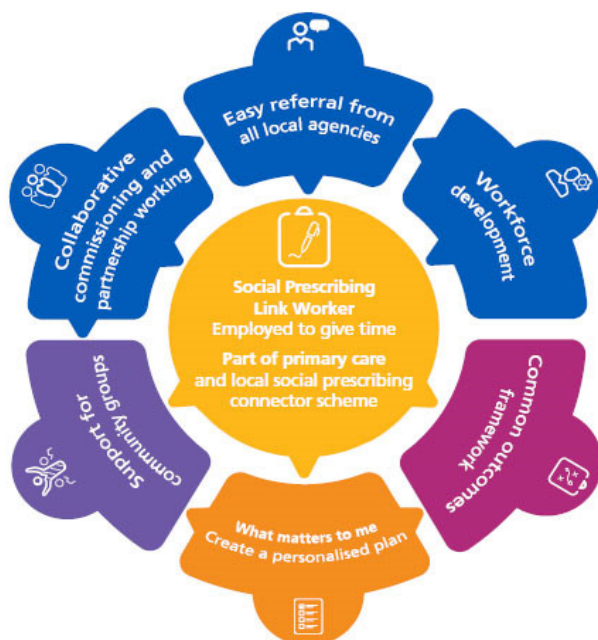 Easy referral from
all local agencies
Workforce
development
Common outcomes
framework
What matters to me
Create a personalised plan
Support for
community groups
Collaborative
commissioning and
partnership working
Social Prescribing
Link Worker
Employed to give time
Part of primary care
and local social prescribing
connector scheme